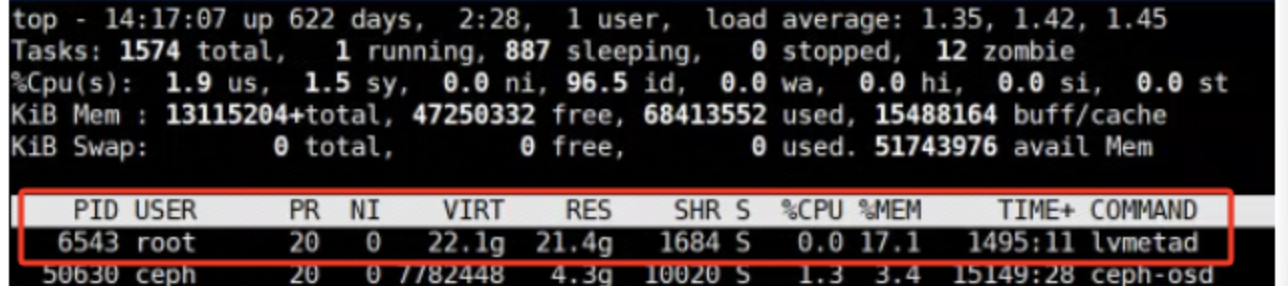 top - 14:17:07 up 622 days,  2:28,  1 user,  load average: 1.35, 1.42, 1.45
Tasks: 1574 total,   1 running, 887 sleeping,   0 stopped,  12 zombie
%Cpu(s):  1.9 us,  1.5 sy,  0.0 ni, 96.5 id,  0.0 wa,  0.0 hi,  0.0 si,  0.0 st
KiB Mem : 13115204+total, 47250332 free, 68413552 used, 15488164 buff/cache
KiB Swap:        0 total,        0 free,        0 used. 51743976 avail Mem
PID USER      PR  NI    VIRT    RES    SHR S  %CPU %MEM     TIME+ COMMAND
6543 root      20   0   22.1g  21.4g   1684 S   0.0 17.1   1495:11 lvmetad
50630 ceph      20   0 7782448   4.3g  10020 S   1.3  3.4  15149:28 ceph-osd